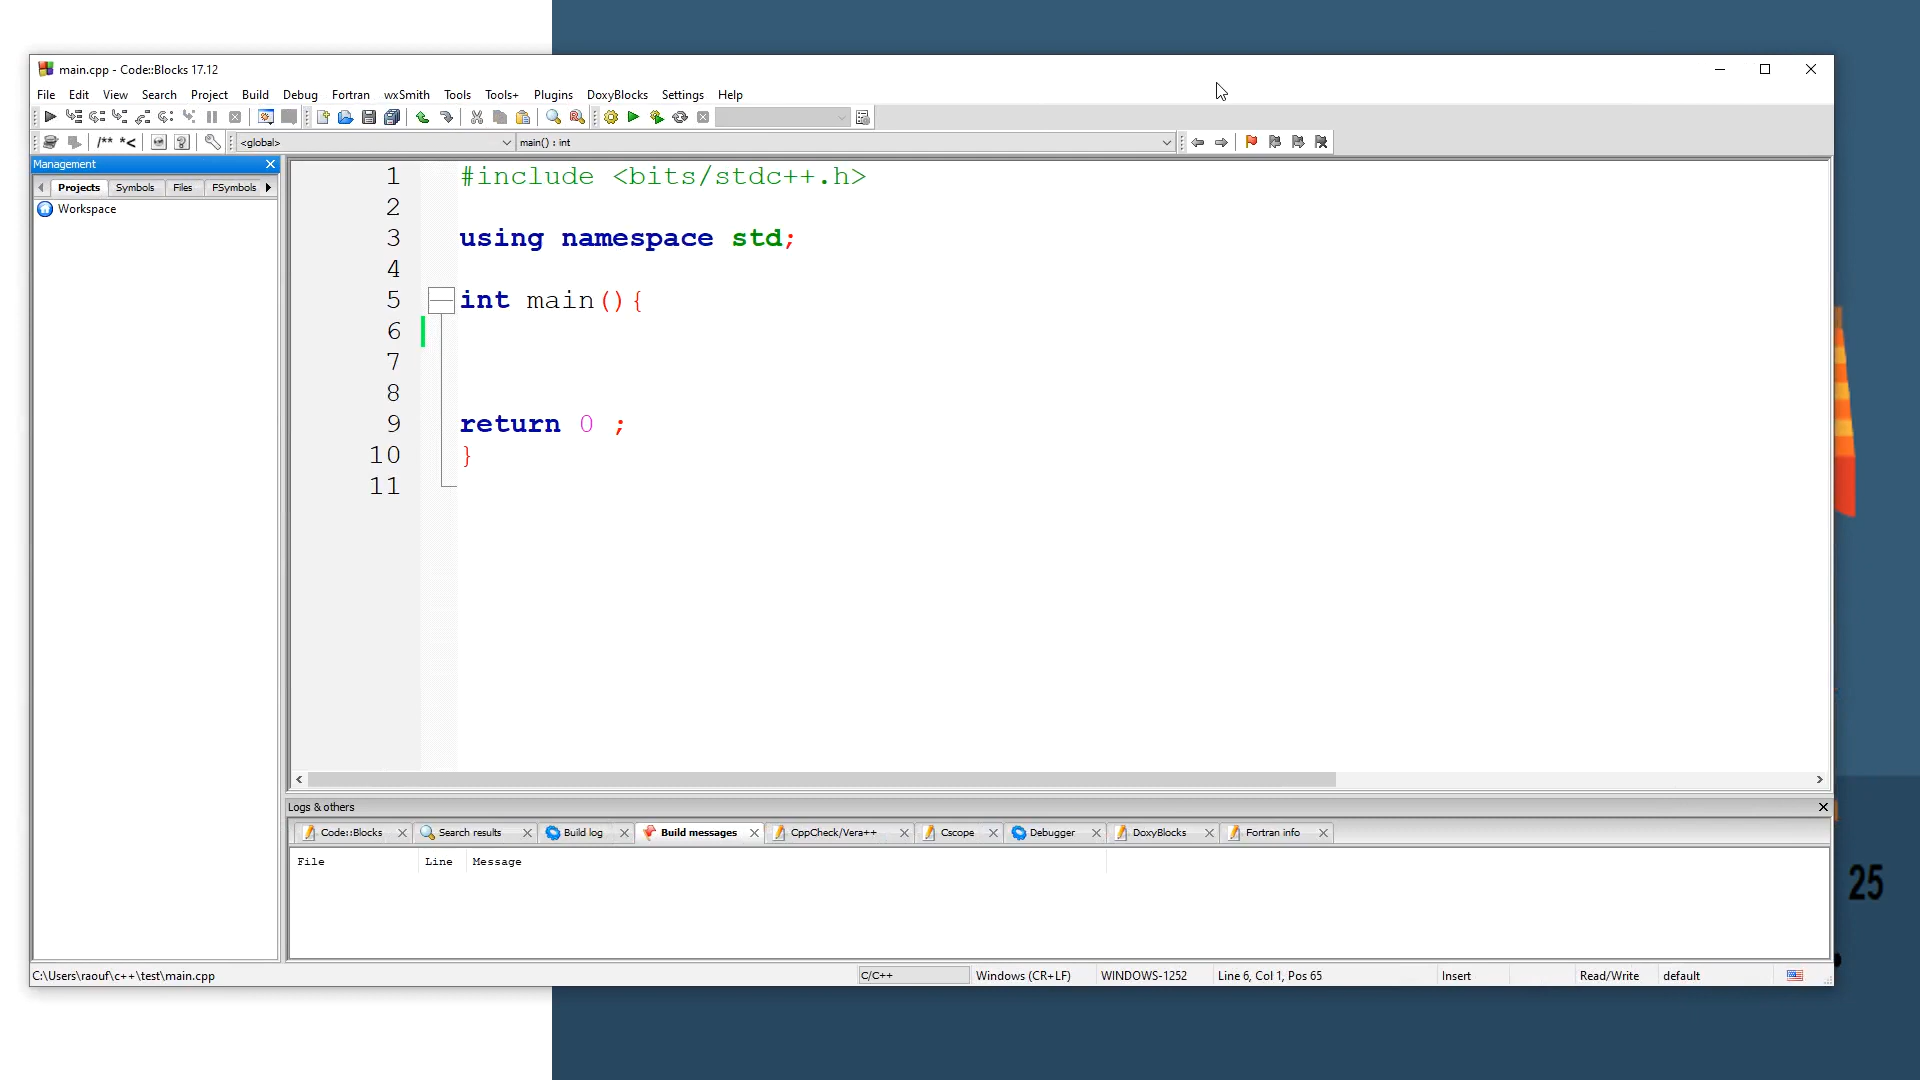 main.cpp - Code::Blocks 17.12
File Edit View Search Project Build Debug Fortran wxSmith Tools Tools+ Plugins DoxyBlocks Settings Help
/** *<
<global>
main() : int
Management
Projects Symbols Files FSymbols
Workspace
1 #include <bits/stdc++.h>
2
3 using namespace std;
4
5 int main(){
6
7
8
9 return 0 ;
10 }
11
Logs & others
Code::Blocks Search results Build log Build messages CppCheck/Vera++ Cscope Debugger DoxyBlocks Fortran info
File Line Message
25
C:\Users\raouf\c++\test\main.cpp C/C++ Windows (CR+LF) WINDOWS-1252 Line 6, Col 1, Pos 65 Insert Read/Write default